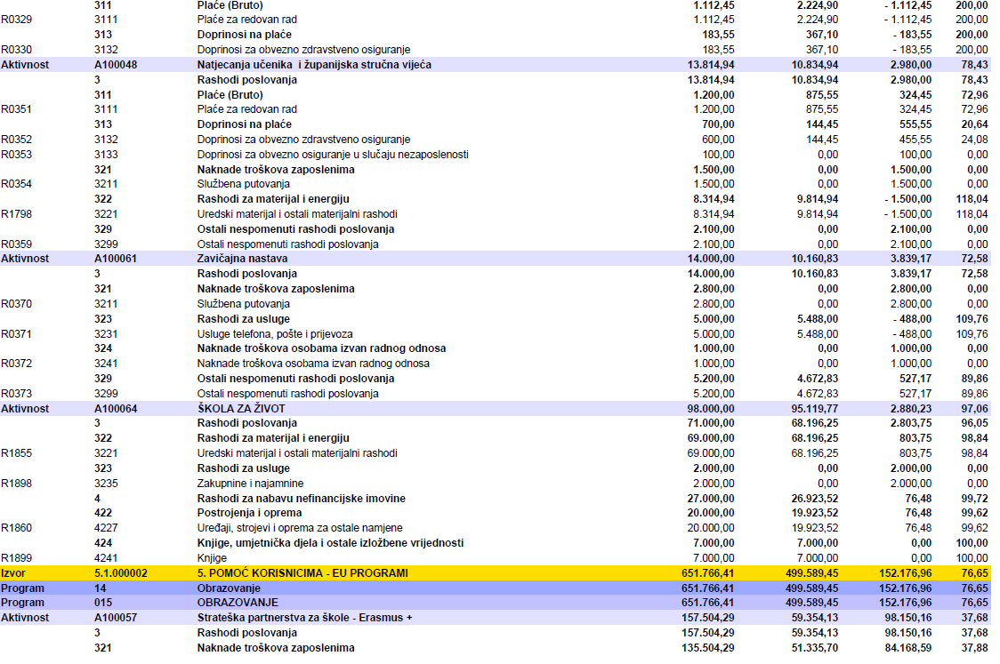 311 Plaće (Bruto) 1.112,45 2.224,90 - 1.112,45 200,00
R0329 3111 Plaće za redovan rad 1.112,45 2.224,90 - 1.112,45 200,00
313 Doprinosi na plaće 183,55 367,10 - 183,55 200,00
R0330 3132 Doprinosi za obvezno zdravstveno osiguranje 183,55 367,10 - 183,55 200,00
Aktivnost A100048 Natjecanja učenika i županijska stručna vijeća 13.814,94 10.834,94 2.980,00 78,43
3 Rashodi poslovanja 13.814,94 10.834,94 2.980,00 78,43
311 Plaće (Bruto) 1.200,00 875,55 324,45 72,96
R0351 3111 Plaće za redovan rad 1.200,00 875,55 324,45 72,96
313 Doprinosi na plaće 700,00 144,45 555,55 20,64
R0352 3132 Doprinosi za obvezno zdravstveno osiguranje 600,00 144,45 455,55 24,08
R0353 3133 Doprinosi za obvezno osiguranje u slučaju nezaposlenosti 100,00 0,00 100,00 0,00
321 Naknade troškova zaposlenima 1.500,00 0,00 1.500,00 0,00
R0354 3211 Službena putovanja 1.500,00 0,00 1.500,00 0,00
322 Rashodi za materijal i energiju 8.314,94 9.814,94 - 1.500,00 118,04
R1798 3221 Uredski materijal i ostali materijalni rashodi 8.314,94 9.814,94 - 1.500,00 118,04
329 Ostali nespomenuti rashodi poslovanja 2.100,00 0,00 2.100,00 0,00
R0359 3299 Ostali nespomenuti rashodi poslovanja 2.100,00 0,00 2.100,00 0,00
Aktivnost A100061 Zavičajna nastava 14.000,00 10.160,83 3.839,17 72,58
3 Rashodi poslovanja 14.000,00 10.160,83 3.839,17 72,58
321 Naknade troškova zaposlenima 2.800,00 0,00 2.800,00 0,00
R0370 3211 Službena putovanja 2.800,00 0,00 2.800,00 0,00
323 Rashodi za usluge 5.000,00 5.488,00 - 488,00 109,76
R0371 3231 Usluge telefona, pošte i prijevoza 5.000,00 5.488,00 - 488,00 109,76
324 Naknade troškova osobama izvan radnog odnosa 1.000,00 0,00 1.000,00 0,00
R0372 3241 Naknade troškova osobama izvan radnog odnosa 1.000,00 0,00 1.000,00 0,00
329 Ostali nespomenuti rashodi poslovanja 5.200,00 4.672,83 527,17 89,86
R0373 3299 Ostali nespomenuti rashodi poslovanja 5.200,00 4.672,83 527,17 89,86
Aktivnost A100064 ŠKOLA ZA ŽIVOT 98.000,00 95.119,77 2.880,23 97,06
3 Rashodi poslovanja 71.000,00 68.196,25 2.803,75 96,05
322 Rashodi za materijal i energiju 69.000,00 68.196,25 803,75 98,84
R1855 3221 Uredski materijal i ostali materijalni rashodi 69.000,00 68.196,25 803,75 98,84
323 Rashodi za usluge 2.000,00 0,00 2.000,00 0,00
R1898 3235 Zakupnine i najamnine 2.000,00 0,00 2.000,00 0,00
4 Rashodi za nabavu nefinancijske imovine 27.000,00 26.923,52 76,48 99,72
422 Postrojenja i oprema 20.000,00 19.923,52 76,48 99,62
R1860 4227 Uređaji, strojevi i oprema za ostale namjene 20.000,00 19.923,52 76,48 99,62
424 Knjige, umjetnička djela i ostale izložbene vrijednosti 7.000,00 7.000,00 0,00 100,00
R1899 4241 Knjige 7.000,00 7.000,00 0,00 100,00
Izvor 5.1.000002 5. POMOĆ KORISNICIMA - EU PROGRAMI 651.766,41 499.589,45 152.176,96 76,65
Program 14 Obrazovanje 651.766,41 499.589,45 152.176,96 76,65
Program 015 OBRAZOVANJE 651.766,41 499.589,45 152.176,96 76,65
Aktivnost A100057 Strateška partnerstva za škole - Erasmus + 157.504,29 59.354,13 98.150,16 37,68
3 Rashodi poslovanja 157.504,29 59.354,13 98.150,16 37,68
321 Naknade troškova zaposlenima 135.504,29 51.335,70 84.168,59 37,88